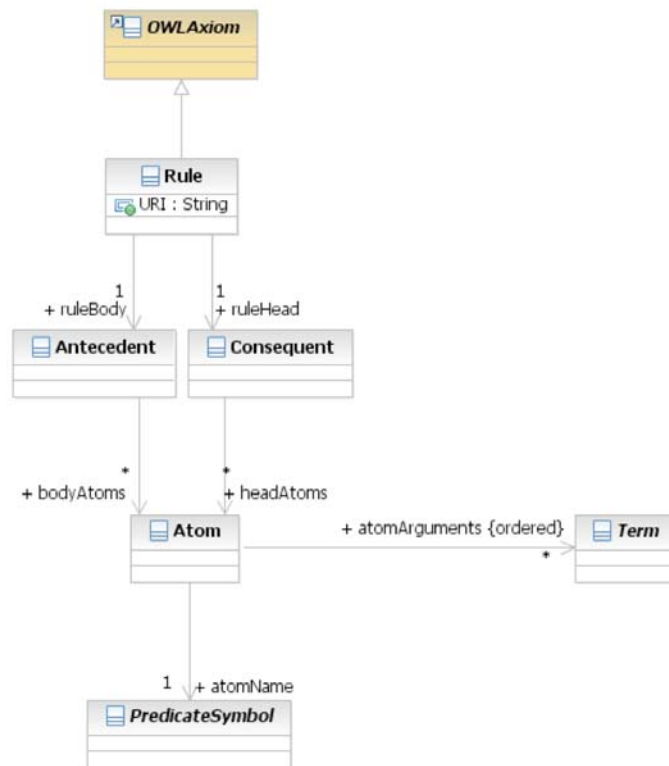 OWLAxiom
Rule
URI : String
1
+ ruleBody
1
+ ruleHead
Antecedent
Consequent
*
+ bodyAtoms
*
+ headAtoms
Atom
+ atomArguments {ordered}
*
Term
1
+ atomName
PredicateSymbol